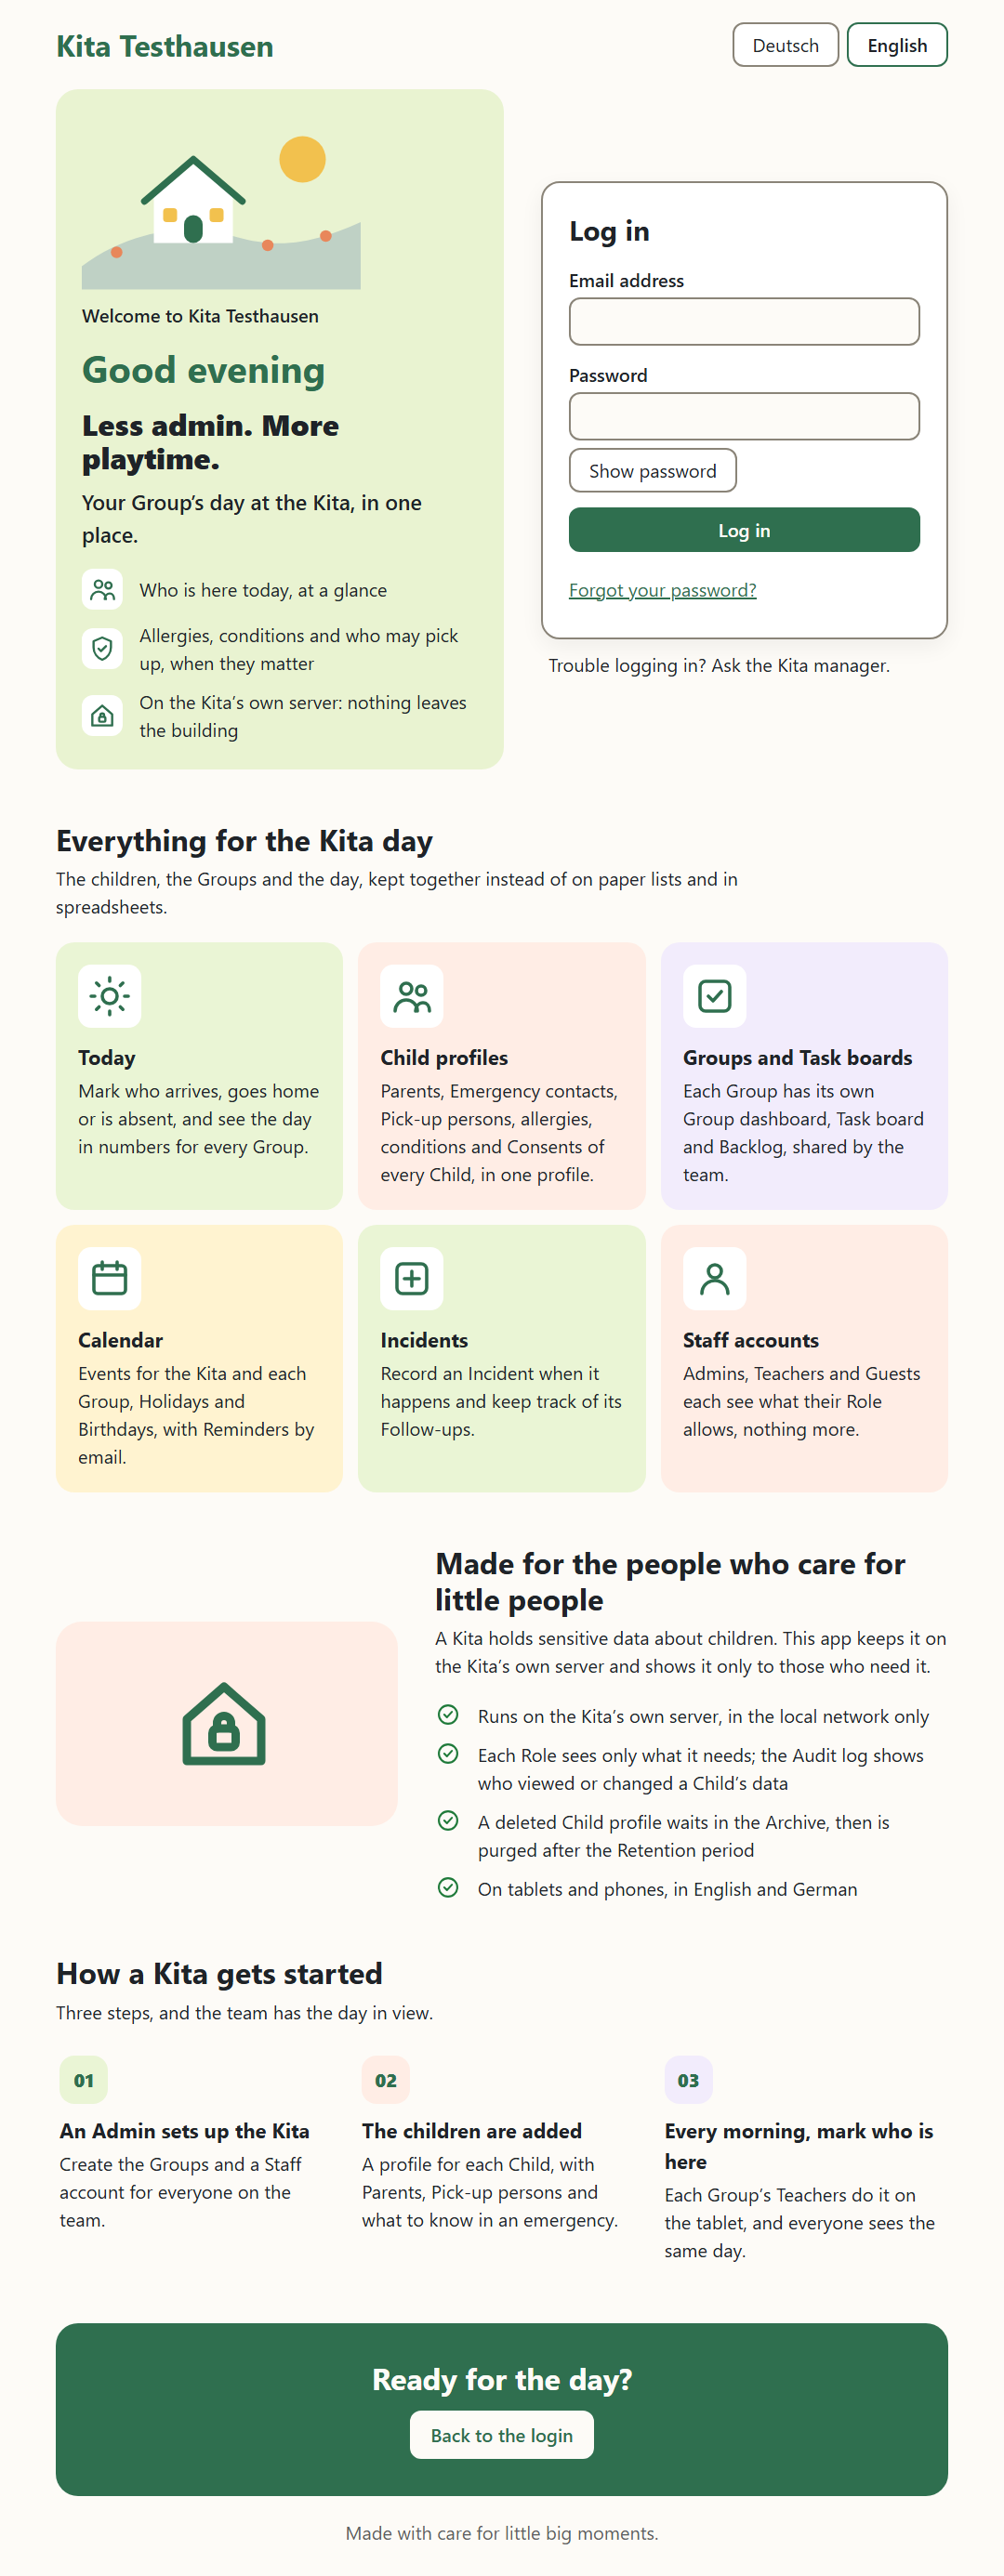 Kita Testhausen
Deutsch
English
Welcome to Kita Testhausen
Good evening
Less admin. More
playtime.
Your Group’s day at the Kita, in one
place.
Who is here today, at a glance
Allergies, conditions and who may pick
up, when they matter
On the Kita’s own server: nothing leaves
the building
Log in
Email address
Password
Show password
Log in
Forgot your password?
Trouble logging in? Ask the Kita manager.
Everything for the Kita day
The children, the Groups and the day, kept together instead of on paper lists and in
spreadsheets.
Today
Mark who arrives, goes home
or is absent, and see the day
in numbers for every Group.
Child profiles
Parents, Emergency contacts,
Pick-up persons, allergies,
conditions and Consents of
every Child, in one profile.
Groups and Task boards
Each Group has its own
Group dashboard, Task board
and Backlog, shared by the
team.
Calendar
Events for the Kita and each
Group, Holidays and
Birthdays, with Reminders by
email.
Incidents
Record an Incident when it
happens and keep track of its
Follow-ups.
Staff accounts
Admins, Teachers and Guests
each see what their Role
allows, nothing more.
Made for the people who care for
little people
A Kita holds sensitive data about children. This app keeps it on
the Kita’s own server and shows it only to those who need it.
Runs on the Kita’s own server, in the local network only
Each Role sees only what it needs; the Audit log shows
who viewed or changed a Child’s data
A deleted Child profile waits in the Archive, then is
purged after the Retention period
On tablets and phones, in English and German
How a Kita gets started
Three steps, and the team has the day in view.
01
An Admin sets up the Kita
Create the Groups and a Staff
account for everyone on the
team.
02
The children are added
A profile for each Child, with
Parents, Pick-up persons and
what to know in an emergency.
03
Every morning, mark who is
here
Each Group’s Teachers do it on
the tablet, and everyone sees the
same day.
Ready for the day?
Back to the login
Made with care for little big moments.